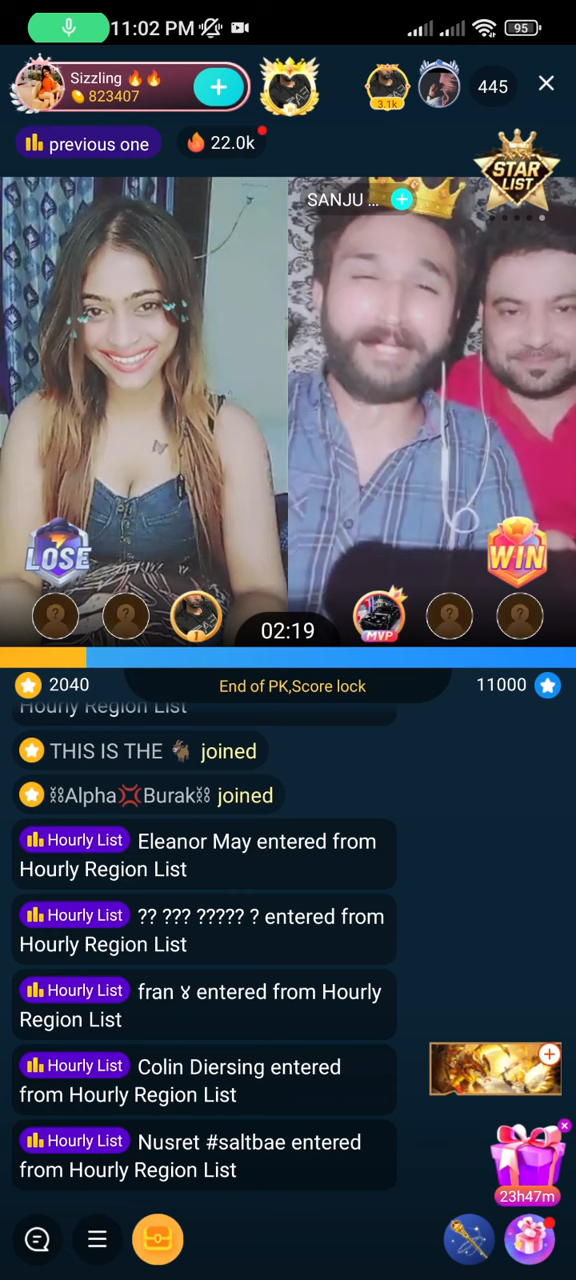 11:02 PM
95
Sizzling 🔥🔥
823407
3.1k
445
previous one
22.0k
STAR
LIST
SANJU ...
LOSE
WIN
1
MVP
02:19
2040
End of PK,Score lock
11000
Hourly Region List
THIS IS THE 🐐 joined
⛓Alpha💢Burak⛓ joined
Hourly List Eleanor May entered from
Hourly Region List
Hourly List ?? ??? ????? ? entered from
Hourly Region List
Hourly List fran ४ entered from Hourly
Region List
Hourly List Colin Diersing entered
from Hourly Region List
Hourly List Nusret #saltbae entered
from Hourly Region List
23h47m